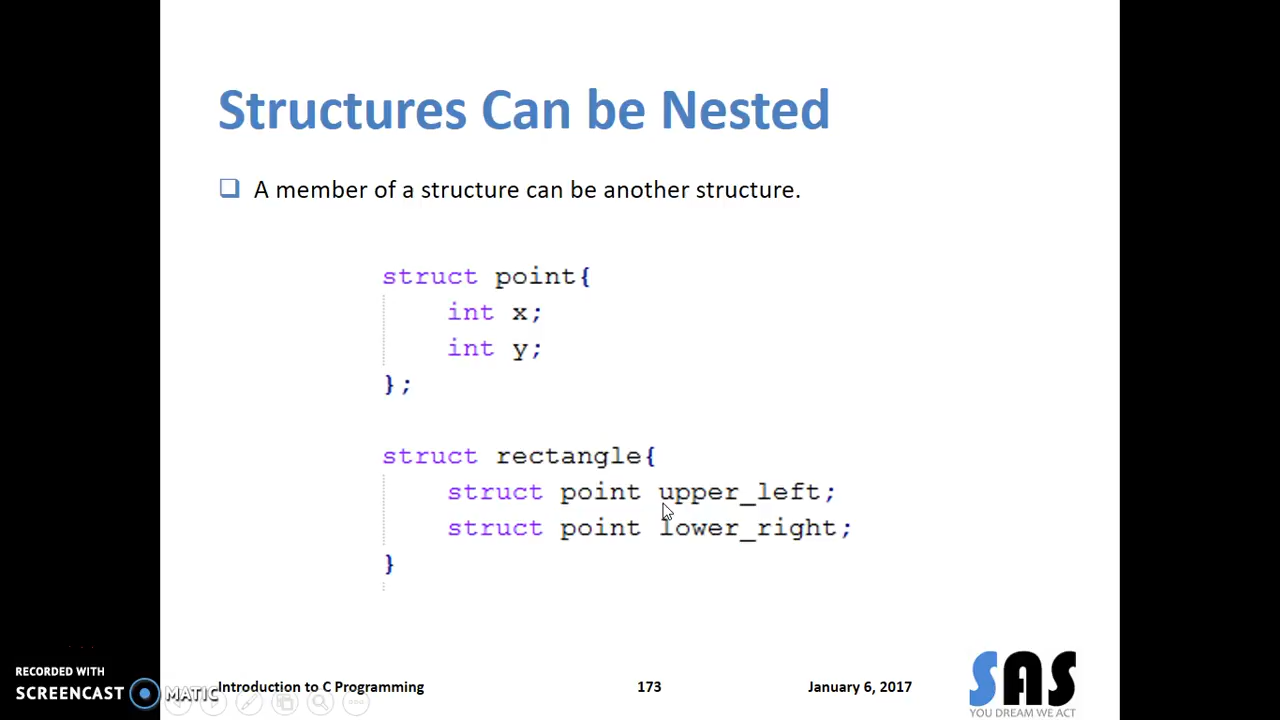 Structures Can be Nested
A member of a structure can be another structure.
struct point{
int x;
int y;
};
struct rectangle{
struct point upper_left;
struct point lower_right;
}
RECORDED WITH
SCREENCAST MATIC
Introduction to C Programming
173
January 6, 2017
SAS
YOU DREAM WE ACT